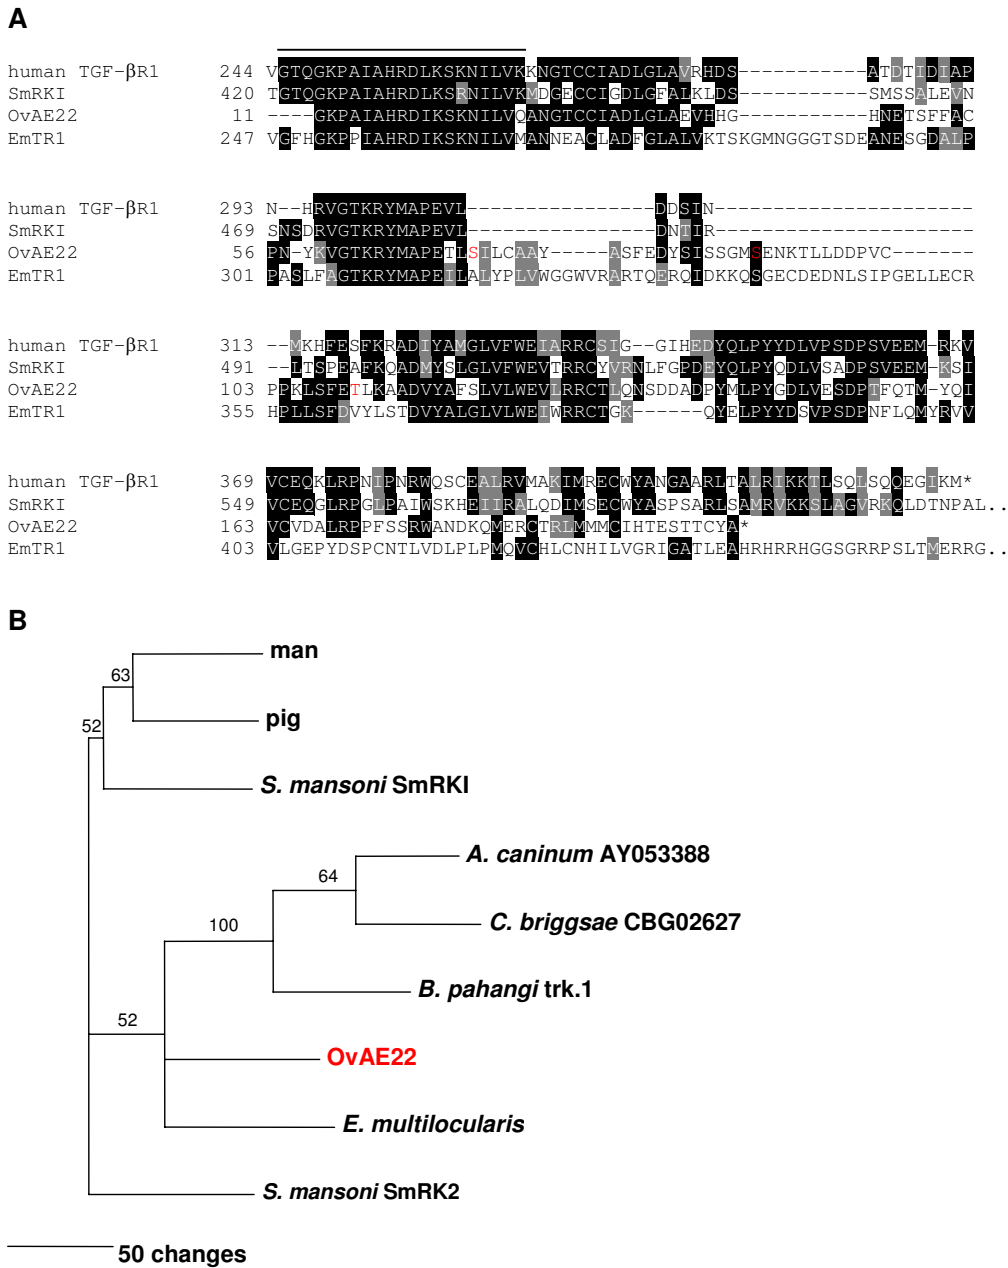 A
human TGF-βR1 244 VGTQGKPAIAHRDLKSKNILVKKNGTCCIADLGLAVRHDS-----------ATDTIDIAP
SmRKI 420 TGTQGKPAIAHRDLKSRNILVKMDGECCIGDLGFALKLDS-----------SMSSALEVN
OvAE22 11 ----GKPAIAHRDIKSKNILVQANGTCCIADLGLAEVHHG-----------HNETSFFAC
EmTR1 247 VGFHGKPPIAHRDIKSKNILVMANNEACLADFGLALVKTSKGMNGGGTSDEANESGDALP
human TGF-βR1 293 N--HRVGTKRYMAPEVL----------------DDSIN----------------------
SmRKI 469 SNSDRVGTKRYMAPEVL----------------DNTIR----------------------
OvAE22 56 PN-YKVGTKRYMAPETLSILCAAY-----ASFEDYSISSGMSENKTLLDDPVC-------
EmTR1 301 PASLFAGTKRYMAPEILALYPLVWGGWVRARTQERQIDKKQSGECDEDNLSIPGELLECR
human TGF-βR1 313 --MKHFESFKRADIYAMGLVFWEIARRCSIG--GIHEDYQLPYYDLVPSDPSVEEM-RKV
SmRKI 491 --LTSPEAFKQADMYSLGLVFWEVTRRCYVRNLFGPDEYQLPYQDLVSADPSVEEM-KSI
OvAE22 103 PPKLSFETLKAADVYAFSLVLWEVLRRCTLQNSDDADPYMLPYGDLVESDPTFQTM-YQI
EmTR1 355 HPLLSFDVYLSTDVYALGLVLWEIWRRCTGK------QYELPYYDSVPSDPNFLQMYRVV
human TGF-βR1 369 VCEQKLRPNIPNRWQSCEALRVMAKIMRECWYANGAARLTALRIKKTLSQLSQQEGIKM*
SmRKI 549 VCEQGLRPGLPAIWSKHEIIRALQDIMSECWYASPSARLSAMRVKKSLAGVRKQLDTNPAL..
OvAE22 163 VCVDALRPPFSSRWANDKQMERCTRLMMMCIHTESTTCYA*
EmTR1 403 VLGEPYDSPCNTLVDLPLPMQVCHLCNHILVGRIGATLEAHRHRRHGGSGRRPSLTMERRG..
B
man
63
pig
52
S. mansoni SmRKI
A. caninum AY053388
64
C. briggsae CBG02627
100
B. pahangi trk.1
52
OvAE22
E. multilocularis
S. mansoni SmRK2
50 changes